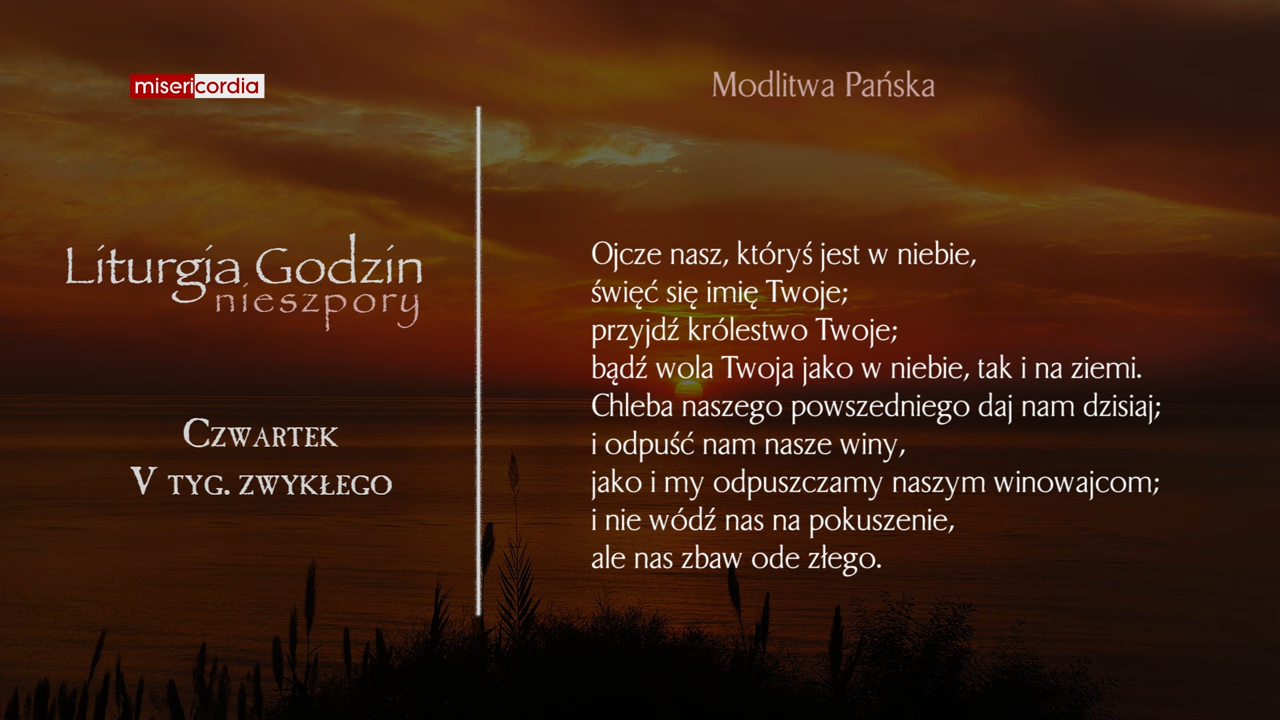 misericordia
Liturgia Godzin
nieszpory
Czwartek
V tyg. zwykłego
Modlitwa Pańska
Ojcze nasz, któryś jest w niebie,
święć się imię Twoje;
przyjdź królestwo Twoje;
bądź wola Twoja jako w niebie, tak i na ziemi.
Chleba naszego powszedniego daj nam dzisiaj;
i odpuść nam nasze winy,
jako i my odpuszczamy naszym winowajcom;
i nie wódź nas na pokuszenie,
ale nas zbaw ode złego.